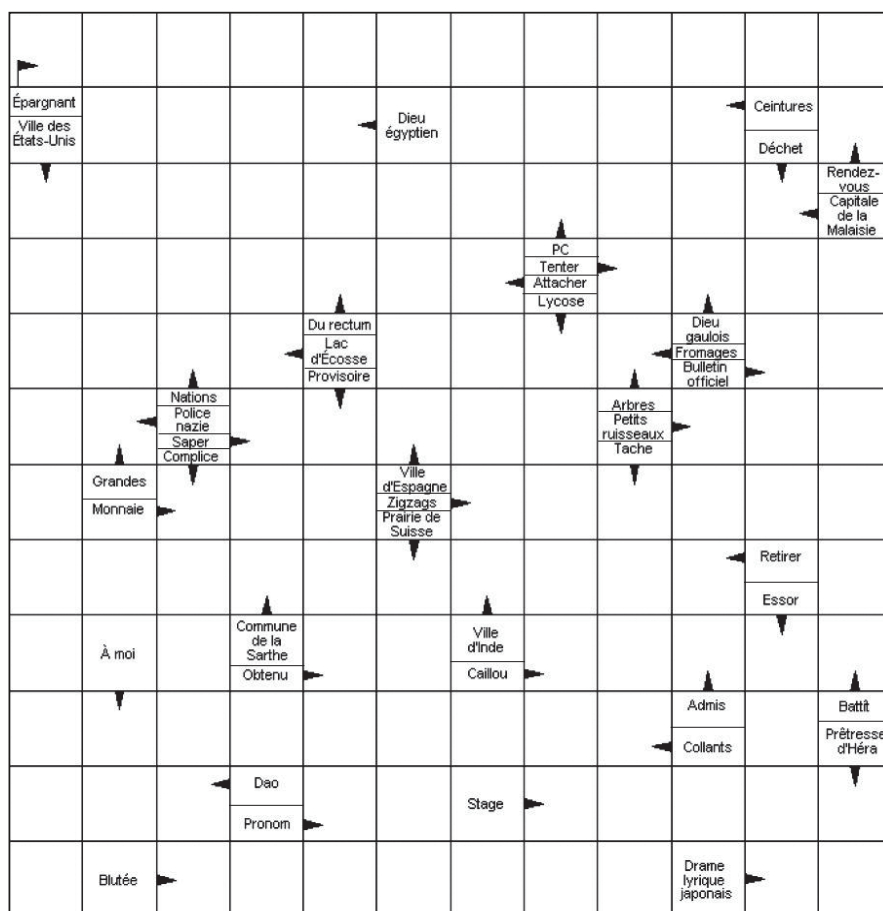 Épargnant
Ville des
États-Unis
Dieu
égyptien
Ceintures
Déchet
Rendez-
vous
Capitale
de la
Malaisie
PC
Tenter
Attacher
Lycose
Du rectum
Lac
d'Écosse
Provisoire
Dieu
gaulois
Fromages
Bulletin
officiel
Nations
Police
nazie
Saper
Complice
Arbres
Petits
ruisseaux
Tache
Grandes
Monnaie
Ville
d'Espagne
Zigzags
Prairie de
Suisse
Retirer
Essor
À moi
Commune
de la
Sarthe
Obtenu
Ville
d'Inde
Caillou
Admis
Collants
Battît
Prêtresse
d'Héra
Dao
Pronom
Stage
Blutée
Drame
lyrique
japonais